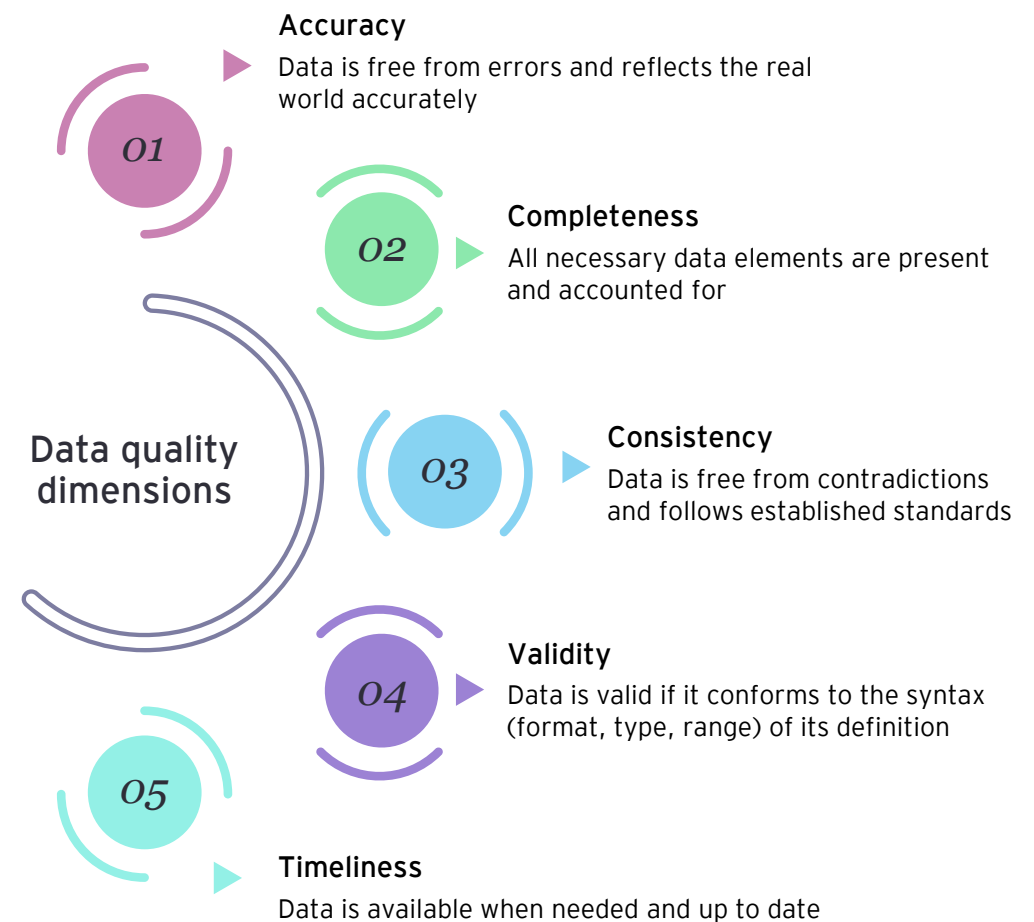 Accuracy
Data is free from errors and reflects the real
world accurately
01
02
Completeness
All necessary data elements are present
and accounted for
Data quality
dimensions
03
Consistency
Data is free from contradictions
and follows established standards
04
Validity
Data is valid if it conforms to the syntax
(format, type, range) of its definition
05
Timeliness
Data is available when needed and up to date